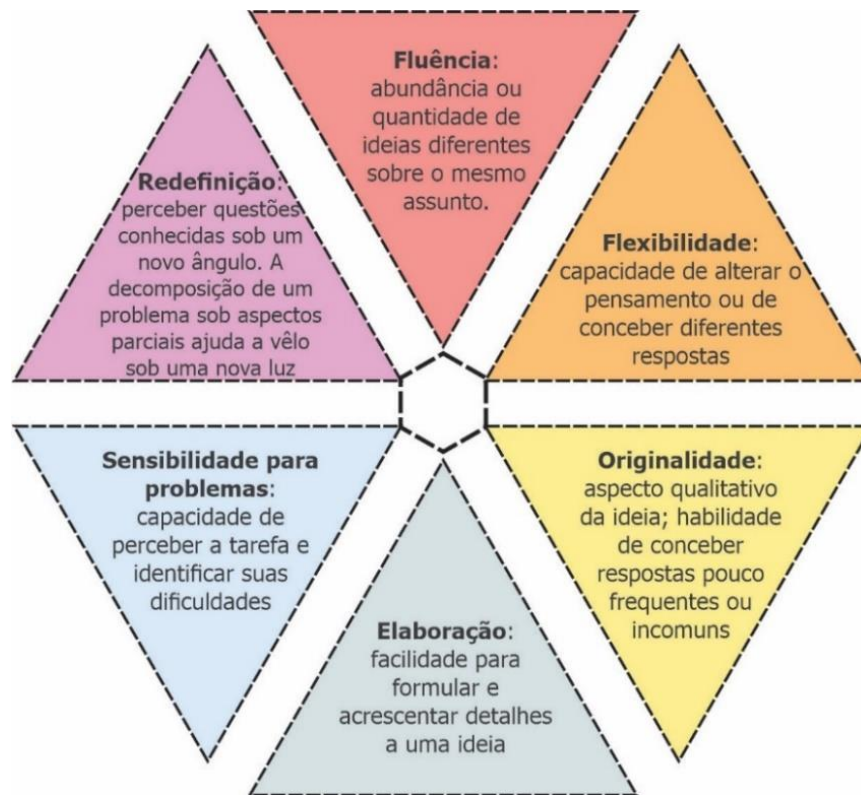 Fluência:
abundância ou
quantidade de
ideias diferentes
sobre o mesmo
assunto.
Flexibilidade:
capacidade de alterar o
pensamento ou de
conceber diferentes
respostas
Originalidade:
aspecto qualitativo
da ideia; habilidade
de conceber
respostas pouco
frequentes ou
incomuns
Elaboração:
facilidade para
formular e
acrescentar detalhes
a uma ideia
Sensibilidade para
problemas:
capacidade de
perceber a tarefa e
identificar suas
dificuldades
Redefinição:
perceber questões
conhecidas sob um
novo ângulo. A
decomposição de um
problema sob aspectos
parciais ajuda a vêlo
sob uma nova luz